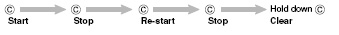 Ⓒ Ⓒ Ⓒ Ⓒ Hold down Ⓒ
Start Stop Re-start Stop Clear